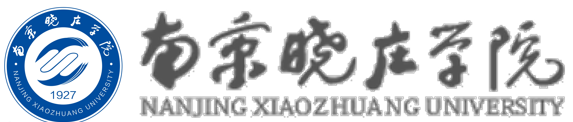 南京晓庄学院
NANJING XIAOZHUANG UNIVERSITY
1927
南京晓庄学院
NANJING XIAOZHUANG UNIVERSITY